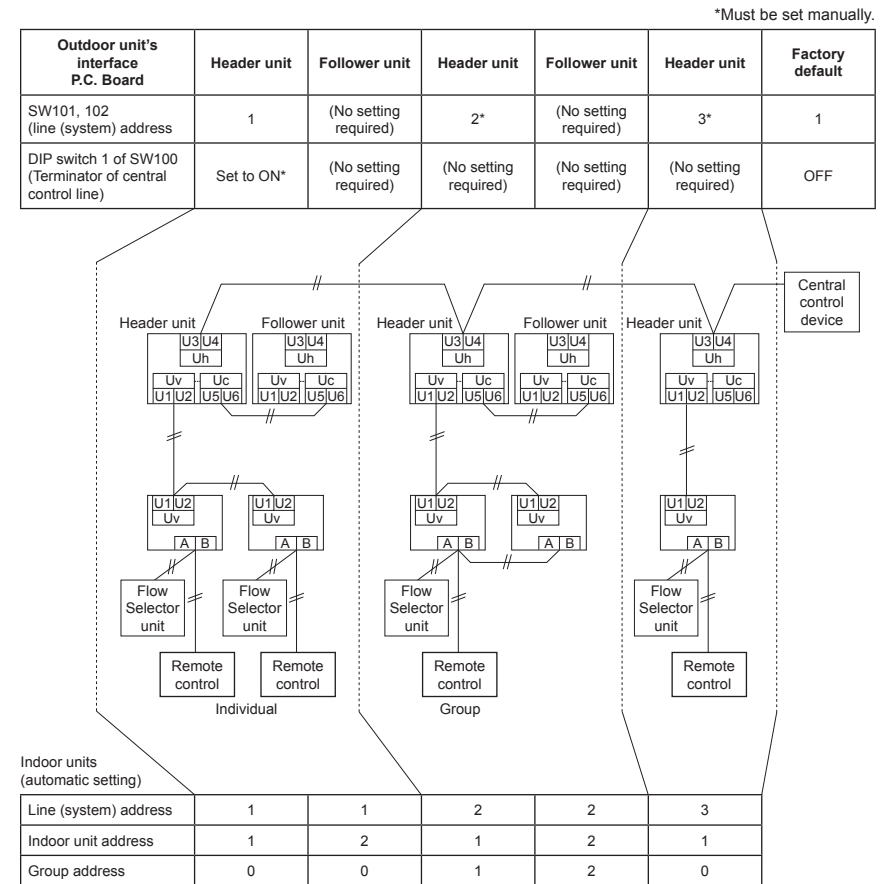 *Must be set manually.
Outdoor unit's
interface
P.C. Board
Header unit
Follower unit
Header unit
Follower unit
Header unit
Factory
default
SW101, 102
(line (system) address
1
(No setting
required)
2*
(No setting
required)
3*
1
DIP switch 1 of SW100
(Terminator of central
control line)
Set to ON*
(No setting
required)
(No setting
required)
(No setting
required)
(No setting
required)
OFF
Central
control
device
Header unit
Follower unit
Header unit
Follower unit
Header unit
U3 U4
U3 U4
U3 U4
U3 U4
U3 U4
Uh
Uh
Uh
Uh
Uh
Uv Uc
Uv Uc
Uv Uc
Uv Uc
Uv Uc
U1 U2 U5 U6
U1 U2 U5 U6
U1 U2 U5 U6
U1 U2 U5 U6
U1 U2 U5 U6
U1 U2
U1 U2
U1 U2
U1 U2
U1 U2
Uv
Uv
Uv
Uv
Uv
A B
A B
A B
A B
A B
Flow
Selector
unit
Flow
Selector
unit
Flow
Selector
unit
Flow
Selector
unit
Remote
control
Remote
control
Remote
control
Remote
control
Individual
Group
Indoor units
(automatic setting)
Line (system) address
1
1
2
2
3
Indoor unit address
1
2
1
2
1
Group address
0
0
1
2
0